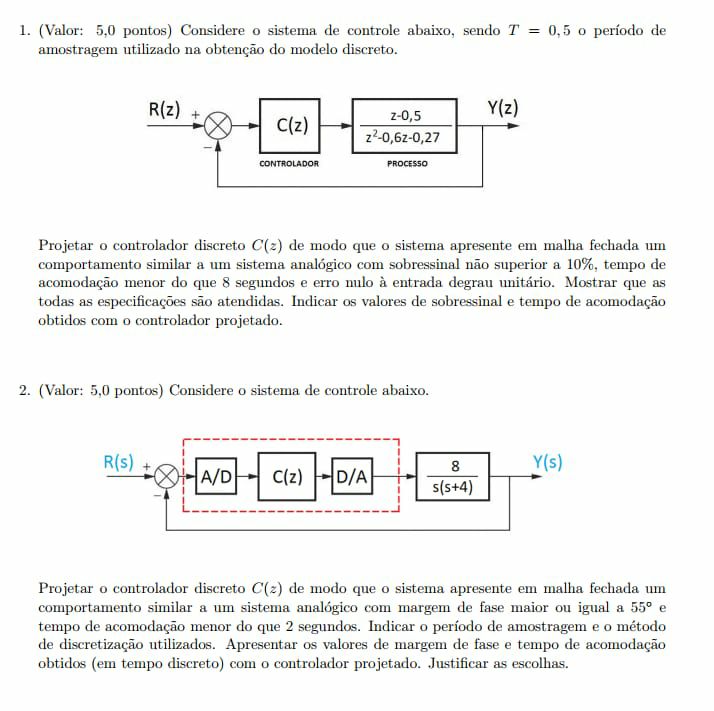 1. (Valor: 5,0 pontos) Considere o sistema de controle abaixo, sendo T = 0,5 o período de
amostragem utilizado na obtenção do modelo discreto.
R(z)
+
−
C(z)
CONTROLADOR
z-0,5
z²-0,6z-0,27
PROCESSO
Y(z)
Projetar o controlador discreto C(z) de modo que o sistema apresente em malha fechada um
comportamento similar a um sistema analógico com sobressinal não superior a 10%, tempo de
acomodação menor do que 8 segundos e erro nulo à entrada degrau unitário. Mostrar que as
todas as especificações são atendidas. Indicar os valores de sobressinal e tempo de acomodação
obtidos com o controlador projetado.
2. (Valor: 5,0 pontos) Considere o sistema de controle abaixo.
R(s)
+
−
A/D
C(z)
D/A
8
s(s+4)
Y(s)
Projetar o controlador discreto C(z) de modo que o sistema apresente em malha fechada um
comportamento similar a um sistema analógico com margem de fase maior ou igual a 55° e
tempo de acomodação menor do que 2 segundos. Indicar o período de amostragem e o método
de discretização utilizados. Apresentar os valores de margem de fase e tempo de acomodação
obtidos (em tempo discreto) com o controlador projetado. Justificar as escolhas.